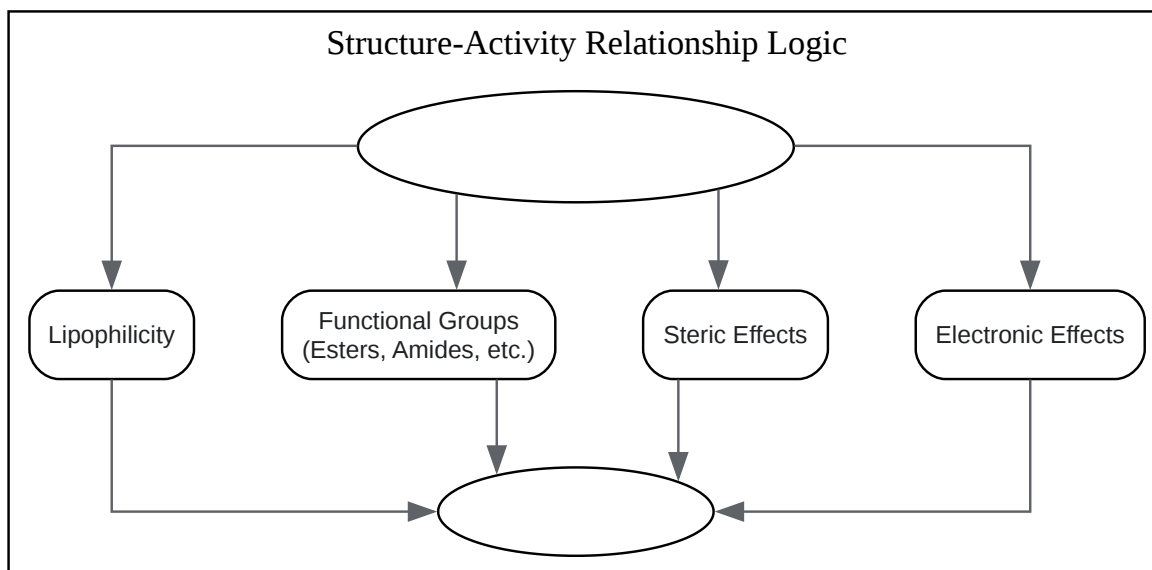 Structure-Activity Relationship Logic
Lipophilicity
Functional Groups
(Esters, Amides, etc.)
Steric Effects
Electronic Effects